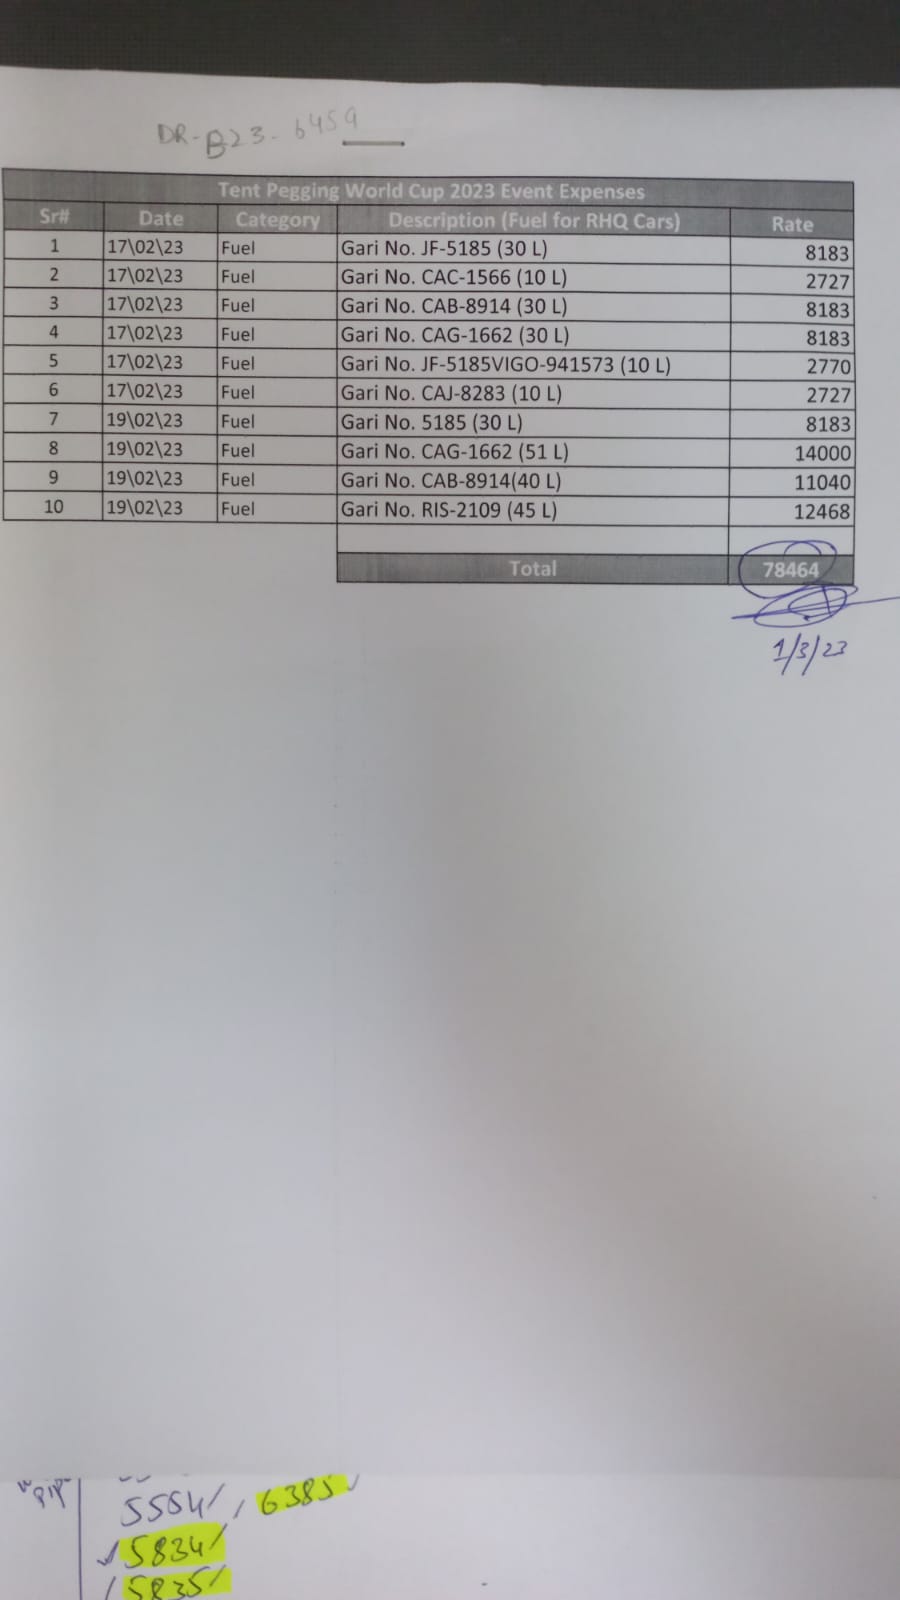 DR-B23-6459
Tent Pegging World Cup 2023 Event Expenses
Sr# Date Category Description (Fuel for RHQ Cars) Rate
1 17\02\23 Fuel Gari No. JF-5185 (30 L) 8183
2 17\02\23 Fuel Gari No. CAC-1566 (10 L) 2727
3 17\02\23 Fuel Gari No. CAB-8914 (30 L) 8183
4 17\02\23 Fuel Gari No. CAG-1662 (30 L) 8183
5 17\02\23 Fuel Gari No. JF-5185VIGO-941573 (10 L) 2770
6 17\02\23 Fuel Gari No. CAJ-8283 (10 L) 2727
7 19\02\23 Fuel Gari No. 5185 (30 L) 8183
8 19\02\23 Fuel Gari No. CAG-1662 (51 L) 14000
9 19\02\23 Fuel Gari No. CAB-8914(40 L) 11040
10 19\02\23 Fuel Gari No. RIS-2109 (45 L) 12468
Total 78464
1/3/23
5554/, 6385
5834/
5835/